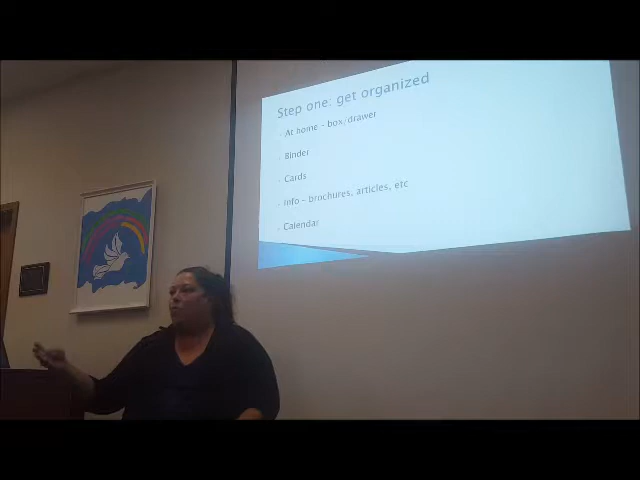 Step one: get organized
At home – box/drawer
Binder
Cards
Info – brochures, articles, etc
Calendar